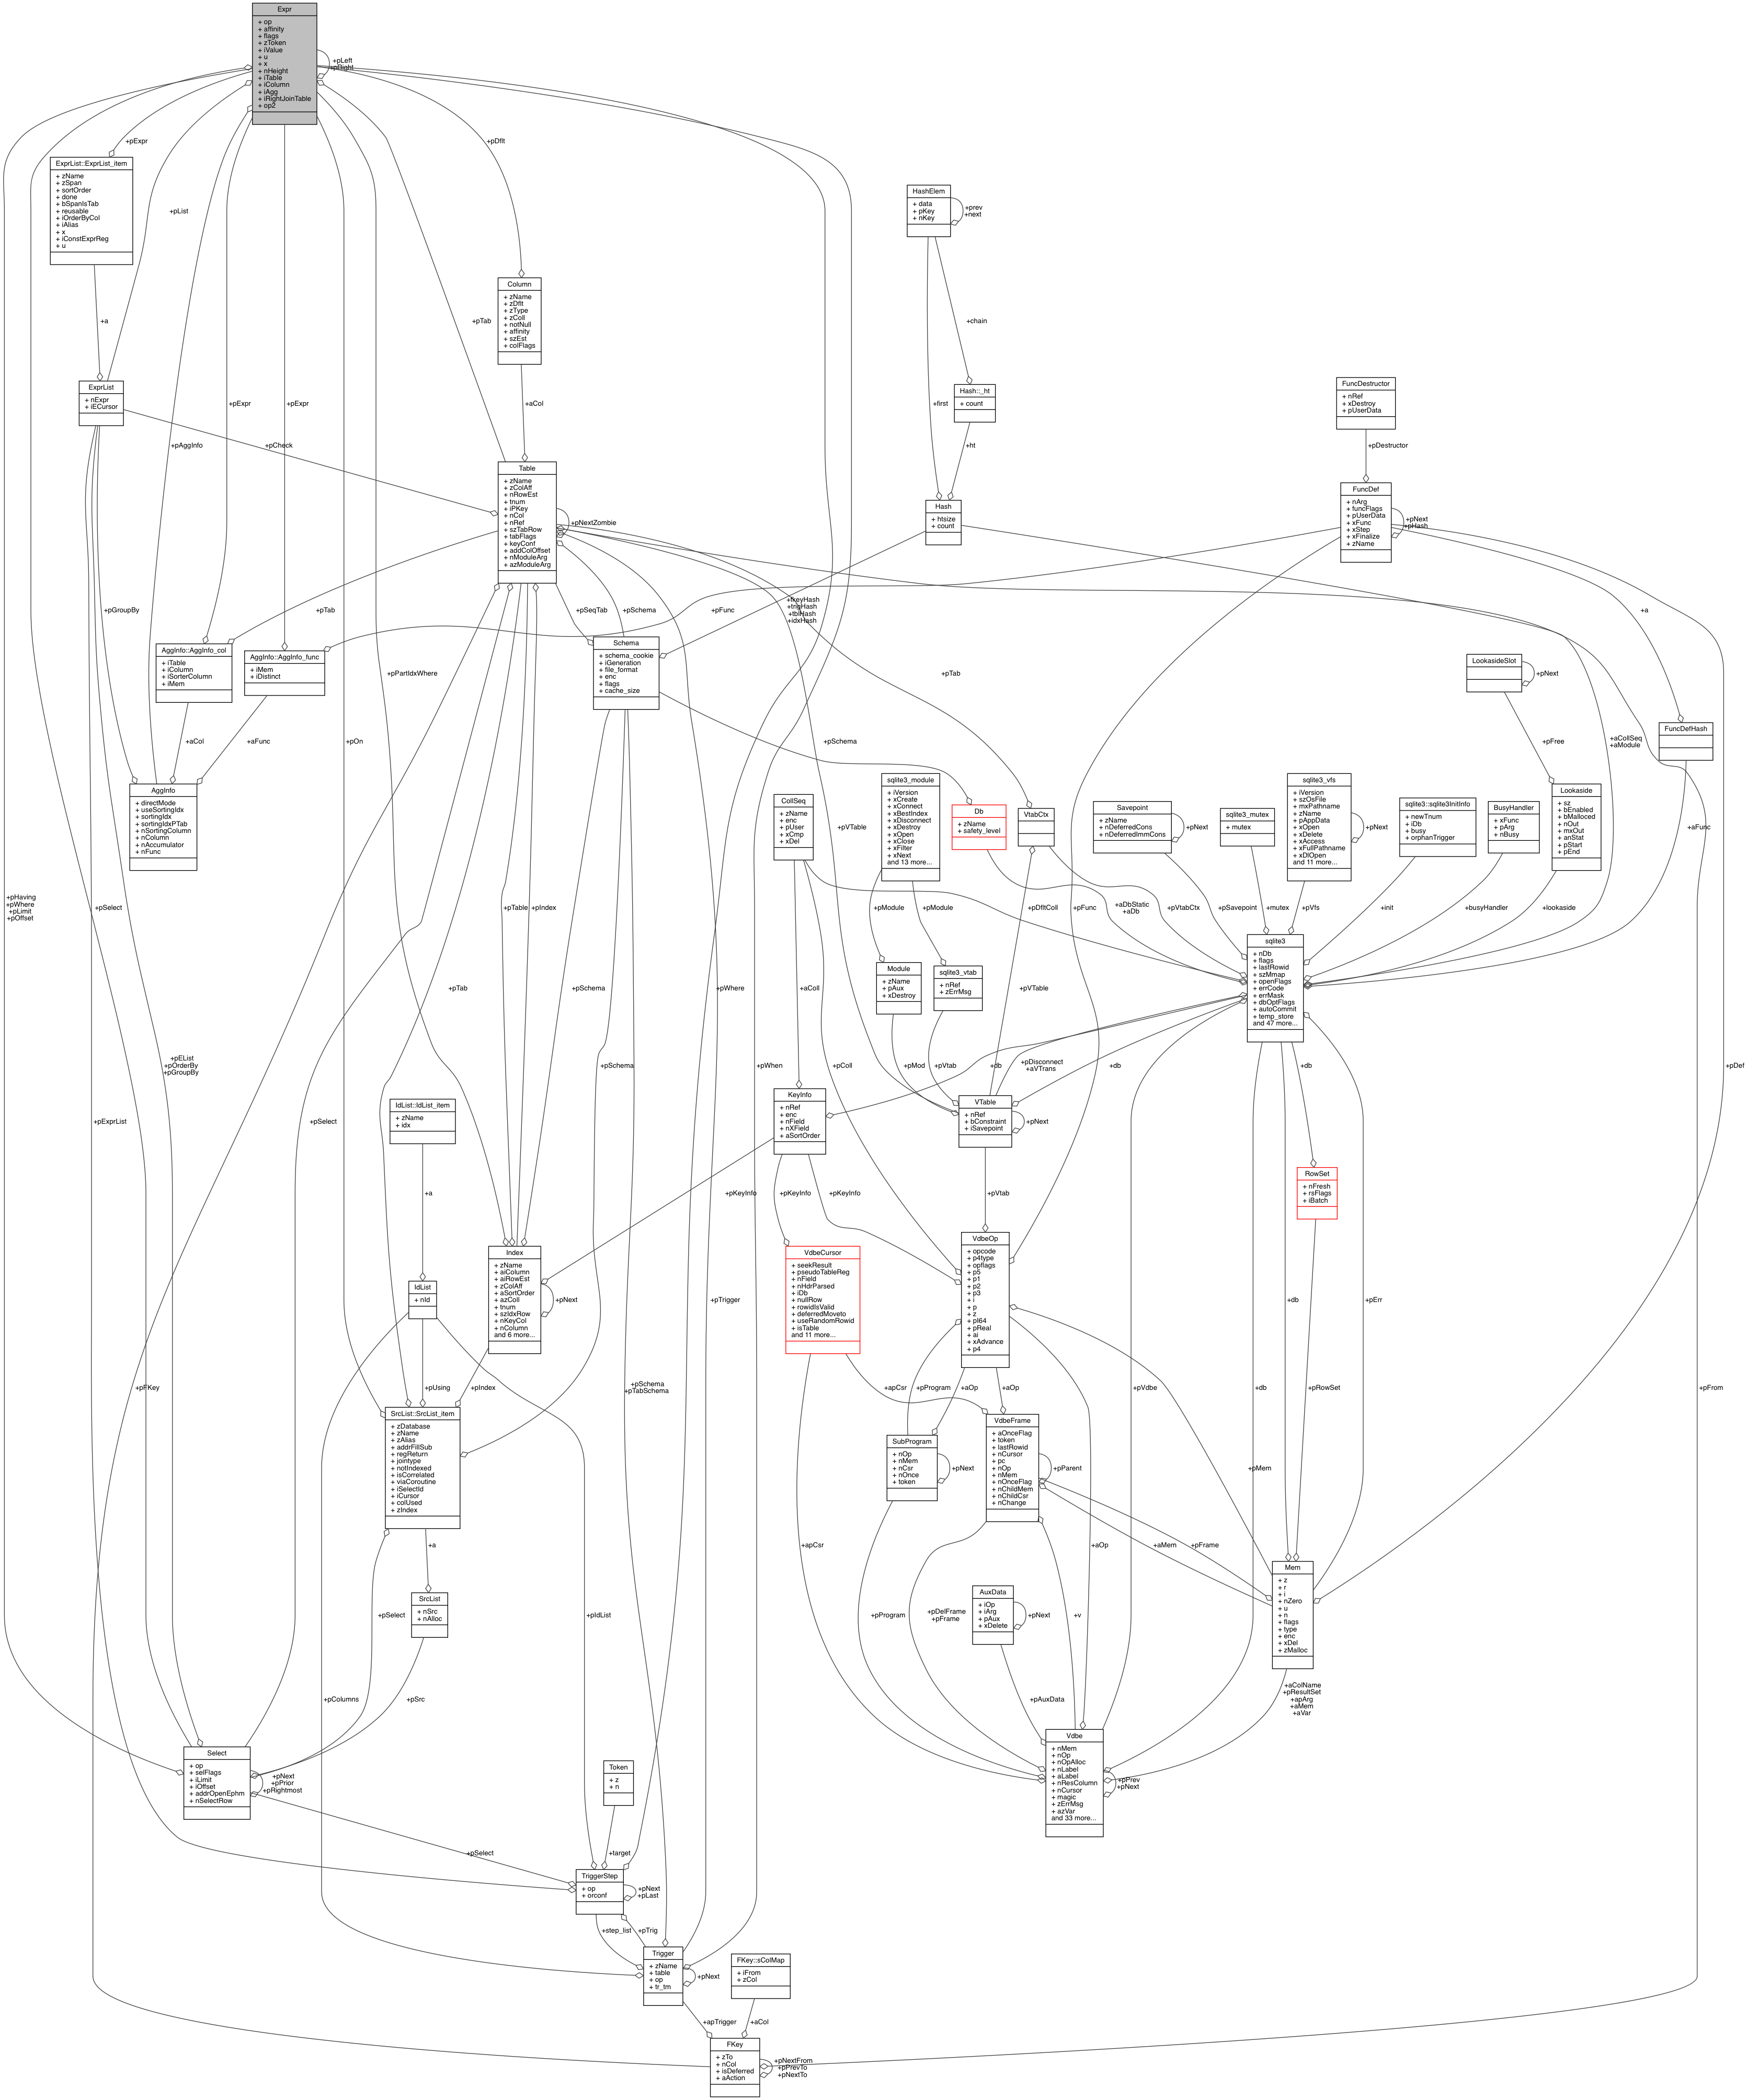 Expr
+ op
+ affinity
+ flags
+ zToken
+ iValue
+ u
+ x
+ nHeight
+ iTable
+ iColumn
+ iAgg
+ iRightJoinTable
+ op2
+pLeft
+pRight
+pExpr
+pDflt
ExprList::ExprList_item
+ zName
+ zSpan
+ sortOrder
+ done
+ bSpanIsTab
+ reusable
+ iOrderByCol
+ iAlias
+ x
+ iConstExprReg
+ u
+pList
HashElem
+ data
+ pKey
+ nKey
+prev
+next
Column
+ zName
+ zDflt
+ zType
+ zColl
+ notNull
+ affinity
+ szEst
+ colFlags
+a
+pTab
+chain
ExprList
+ nExpr
+ iECursor
+pExpr
+pExpr
+aCol
+first
Hash::_ht
+ count
FuncDestructor
+ nRef
+ xDestroy
+ pUserData
+pAggInfo
+pCheck
+ht
+pDestructor
Table
+ zName
+ zColAff
+ nRowEst
+ tnum
+ iPKey
+ nCol
+ nRef
+ szTabRow
+ tabFlags
+ keyConf
+ addColOffset
+ nModuleArg
+ azModuleArg
+pNextZombie
Hash
+ htsize
+ count
FuncDef
+ nArg
+ funcFlags
+ pUserData
+ xFunc
+ xStep
+ xFinalize
+ zName
+pNext
+pHash
+pGroupBy
+pTab
+pSeqTab
+pSchema
+pFunc
+fkeyHash
+trigHash
+tblHash
+idxHash
+a
AggInfo::AggInfo_col
+ iTable
+ iColumn
+ iSorterColumn
+ iMem
AggInfo::AggInfo_func
+ iMem
+ iDistinct
Schema
+ schema_cookie
+ iGeneration
+ file_format
+ enc
+ flags
+ cache_size
+pPartIdxWhere
+pTab
LookasideSlot
+pNext
+aCol
+aFunc
+pOn
+pSchema
+pFree
+aCollSeq
+aModule
FuncDefHash
AggInfo
+ directMode
+ useSortingIdx
+ sortingIdx
+ sortingIdxPTab
+ nSortingColumn
+ nColumn
+ nAccumulator
+ nFunc
+pVTable
CollSeq
+ zName
+ enc
+ pUser
+ xCmp
+ xDel
sqlite3_module
+ iVersion
+ xCreate
+ xConnect
+ xBestIndex
+ xDisconnect
+ xDestroy
+ xOpen
+ xClose
+ xFilter
+ xNext
and 13 more...
Db
+ zName
+ safety_level
VtabCtx
Savepoint
+ zName
+ nDeferredCons
+ nDeferredImmCons
+pNext
sqlite3_mutex
+ mutex
sqlite3_vfs
+ iVersion
+ szOsFile
+ mxPathname
+ zName
+ pAppData
+ xOpen
+ xDelete
+ xAccess
+ xFullPathname
+ xDlOpen
and 11 more...
+pNext
sqlite3::sqlite3InitInfo
+ newTnum
+ iDb
+ busy
+ orphanTrigger
BusyHandler
+ xFunc
+ pArg
+ nBusy
Lookaside
+ sz
+ bEnabled
+ bMalloced
+ nOut
+ mxOut
+ anStat
+ pStart
+ pEnd
+aFunc
+pHaving
+pWhere
+pLimit
+pOffset
+pSelect
+pTable
+pIndex
+pModule
+pModule
+pDfltColl
+pFunc
+aDbStatic
+aDb
+pVtabCtx
+pSavepoint
+mutex
+pVfs
+init
+busyHandler
+lookaside
+pTab
+pSchema
+pWhere
+aColl
Module
+ zName
+ pAux
+ xDestroy
sqlite3_vtab
+ nRef
+ zErrMsg
+pVTable
sqlite3
+ nDb
+ flags
+ lastRowid
+ szMmap
+ openFlags
+ errCode
+ errMask
+ dbOptFlags
+ autoCommit
+ temp_store
and 47 more...
+pEList
+pOrderBy
+pGroupBy
+pSchema
+pWhen
+pColl
+pMod
+pVtab
+db
+pDisconnect
+aVTrans
+db
+db
+pDef
+pExprList
+pSelect
IdList::IdList_item
+ zName
+ idx
KeyInfo
+ nRef
+ enc
+ nField
+ nXField
+ aSortOrder
VTable
+ nRef
+ bConstraint
+ iSavepoint
+pNext
+a
+pKeyInfo
+pKeyInfo
+pKeyInfo
+pVtab
RowSet
+ nFresh
+ rsFlags
+ iBatch
Index
+ zName
+ aiColumn
+ aiRowEst
+ zColAff
+ aSortOrder
+ azColl
+ tnum
+ szIdxRow
+ nKeyCol
+ nColumn
and 6 more...
+pNext
IdList
+ nId
+pTrigger
VdbeCursor
+ seekResult
+ pseudoTableReg
+ nField
+ nHdrParsed
+ iDb
+ nullRow
+ rowidIsValid
+ deferredMoveto
+ useRandomRowid
+ isTable
and 11 more...
VdbeOp
+ opcode
+ p4type
+ opflags
+ p5
+ p1
+ p2
+ p3
+ i
+ p
+ z
+ pI64
+ pReal
+ ai
+ xAdvance
+ p4
+db
+pErr
+pFKey
+pUsing
+pIndex
+pSchema
+pTabSchema
+apCsr
+pProgram
+aOp
+aOp
+pVdbe
+db
+pRowSet
+pFrom
SrcList::SrcList_item
+ zDatabase
+ zName
+ zAlias
+ addrFillSub
+ regReturn
+ jointype
+ notIndexed
+ isCorrelated
+ viaCoroutine
+ iSelectId
+ iCursor
+ colUsed
+ zIndex
SubProgram
+ nOp
+ nMem
+ nCsr
+ nOnce
+ token
+pNext
VdbeFrame
+ aOnceFlag
+ token
+ lastRowid
+ nCursor
+ pc
+ nOp
+ nMem
+ nOnceFlag
+ nChildMem
+ nChildCsr
+ nChange
+pParent
+pMem
+a
+apCsr
+aOp
+aMem
+pFrame
Mem
+ z
+ r
+ i
+ nZero
+ u
+ n
+ flags
+ type
+ enc
+ xDel
+ zMalloc
SrcList
+ nSrc
+ nAlloc
+pSelect
+pIdList
+pProgram
+pDelFrame
+pFrame
AuxData
+ iOp
+ iArg
+ pAux
+ xDelete
+pNext
+v
+pColumns
+pSrc
+pAuxData
+aColName
+pResultSet
+apArg
+aMem
+aVar
Select
+ op
+ selFlags
+ iLimit
+ iOffset
+ addrOpenEphm
+ nSelectRow
+pNext
+pPrior
+pRightmost
Token
+ z
+ n
Vdbe
+ nMem
+ nOp
+ nOpAlloc
+ nLabel
+ aLabel
+ nResColumn
+ nCursor
+ magic
+ zErrMsg
+ azVar
and 33 more...
+pPrev
+pNext
+pSelect
+target
TriggerStep
+ op
+ orconf
+pNext
+pLast
+step_list
+pTrig
Trigger
+ zName
+ table
+ op
+ tr_tm
+pNext
FKey::sColMap
+ iFrom
+ zCol
+apTrigger
+aCol
FKey
+ zTo
+ nCol
+ isDeferred
+ aAction
+pNextFrom
+pPrevTo
+pNextTo